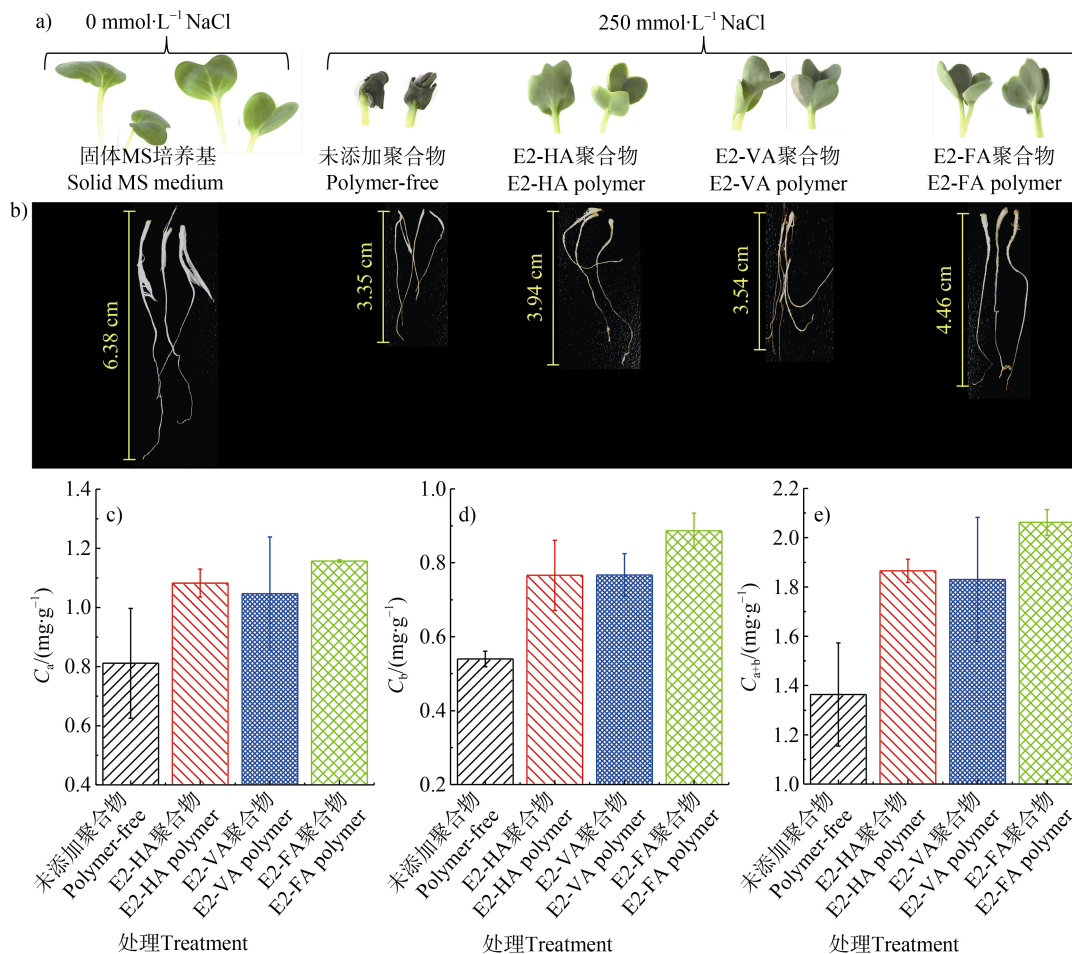 a)
0 mmol·L⁻¹ NaCl
250 mmol·L⁻¹ NaCl
固体MS培养基
Solid MS medium
未添加聚合物
Polymer-free
E2-HA聚合物
E2-HA polymer
E2-VA聚合物
E2-VA polymer
E2-FA聚合物
E2-FA polymer
b)
6.38 cm
3.35 cm
3.94 cm
3.54 cm
4.46 cm
c)
1.4
1.2
1.0
0.8
0.6
0.4
Cₐ/(mg·g⁻¹)
未添加聚合物
Polymer-free
E2-HA聚合物
E2-HA polymer
E2-VA聚合物
E2-VA polymer
E2-FA聚合物
E2-FA polymer
处理Treatment
d)
1.0
0.8
0.6
0.4
0.2
C_b/(mg·g⁻¹)
未添加聚合物
Polymer-free
E2-HA聚合物
E2-HA polymer
E2-VA聚合物
E2-VA polymer
E2-FA聚合物
E2-FA polymer
处理Treatment
e)
2.2
2.0
1.8
1.6
1.4
1.2
1.0
C_a+b/(mg·g⁻¹)
未添加聚合物
Polymer-free
E2-HA聚合物
E2-HA polymer
E2-VA聚合物
E2-VA polymer
E2-FA聚合物
E2-FA polymer
处理Treatment